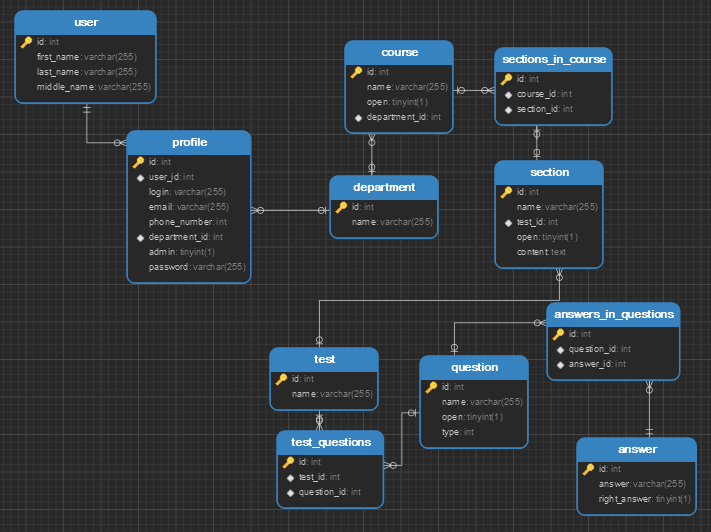 user
id: int
first_name: varchar(255)
last_name: varchar(255)
middle_name: varchar(255)
profile
id: int
user_id: int
login: varchar(255)
email: varchar(255)
phone_number: int
department_id: int
admin: tinyint(1)
password: varchar(255)
course
id: int
name: varchar(255)
open: tinyint(1)
department_id: int
department
id: int
name: varchar(255)
sections_in_course
id: int
course_id: int
section_id: int
section
id: int
name: varchar(255)
test_id: int
open: tinyint(1)
content: text
answers_in_questions
id: int
question_id: int
answer_id: int
test
id: int
name: varchar(255)
question
id: int
name: varchar(255)
open: tinyint(1)
type: int
test_questions
id: int
test_id: int
question_id: int
answer
id: int
answer: varchar(255)
right_answer: tinyint(1)